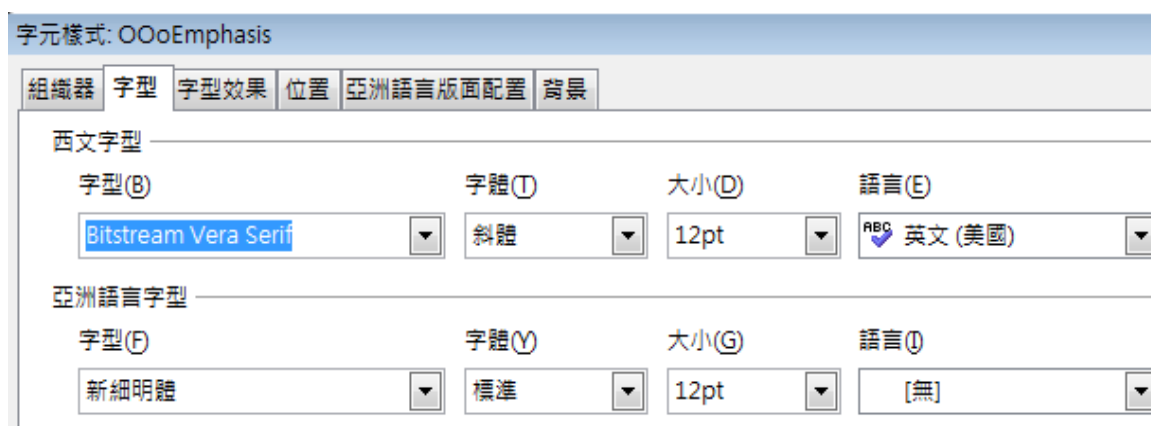 字元樣式: OOoEmphasis
組織器 字型 字型效果 位置 亞洲語言版面配置 背景
西文字型
字型(B) 字體(T) 大小(D) 語言(E)
Bitstream Vera Serif 斜體 12pt ABC 英文 (美國)
亞洲語言字型
字型(F) 字體(Y) 大小(G) 語言(I)
新細明體 標準 12pt [無]